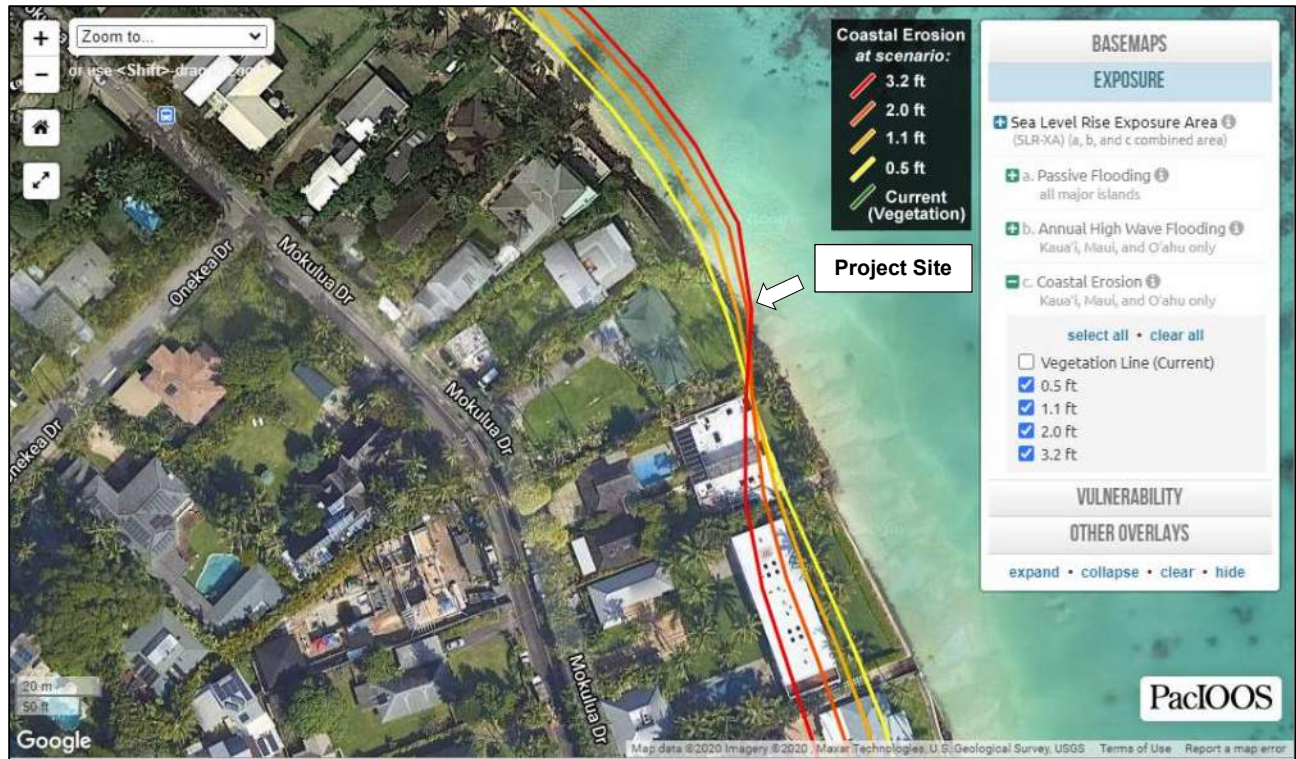 +
−
Zoom to...
or use <Shift>-drag
Coastal Erosion
at scenario:
3.2 ft
2.0 ft
1.1 ft
0.5 ft
Current
(Vegetation)
Project Site
BASEMAPS
EXPOSURE
Sea Level Rise Exposure Area
(SLR-XA) (a, b, and c combined area)
a. Passive Flooding
all major islands
b. Annual High Wave Flooding
Kaua'i, Maui, and O'ahu only
c. Coastal Erosion
Kaua'i, Maui, and O'ahu only
select all • clear all
Vegetation Line (Current)
0.5 ft
1.1 ft
2.0 ft
3.2 ft
VULNERABILITY
OTHER OVERLAYS
expand • collapse • clear • hide
Onekea Dr
Mokulua Dr
Mokulua Dr
Onekea Dr
Mokulua Dr
20 m
50 ft
Google
PacIOOS
Map data ©2020 Imagery ©2020 , Maxar Technologies, U.S. Geological Survey, USGS
Terms of Use
Report a map error